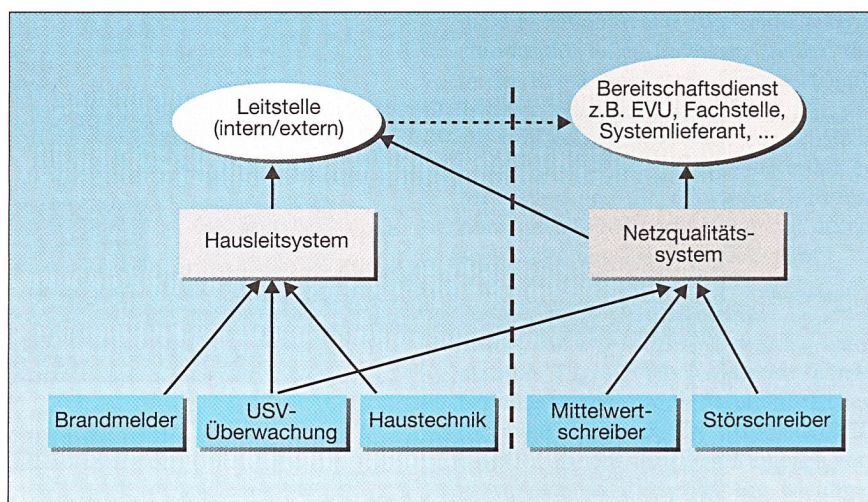 Leitstelle
(intern/extern)
Bereitschaftsdienst
z.B. EVU, Fachstelle,
Systemlieferant, ...
Hausleitsystem
Netzqualitäts-
system
Brandmelder
USV-
Überwachung
Haustechnik
Mittelwert-
schreiber
Störschreiber